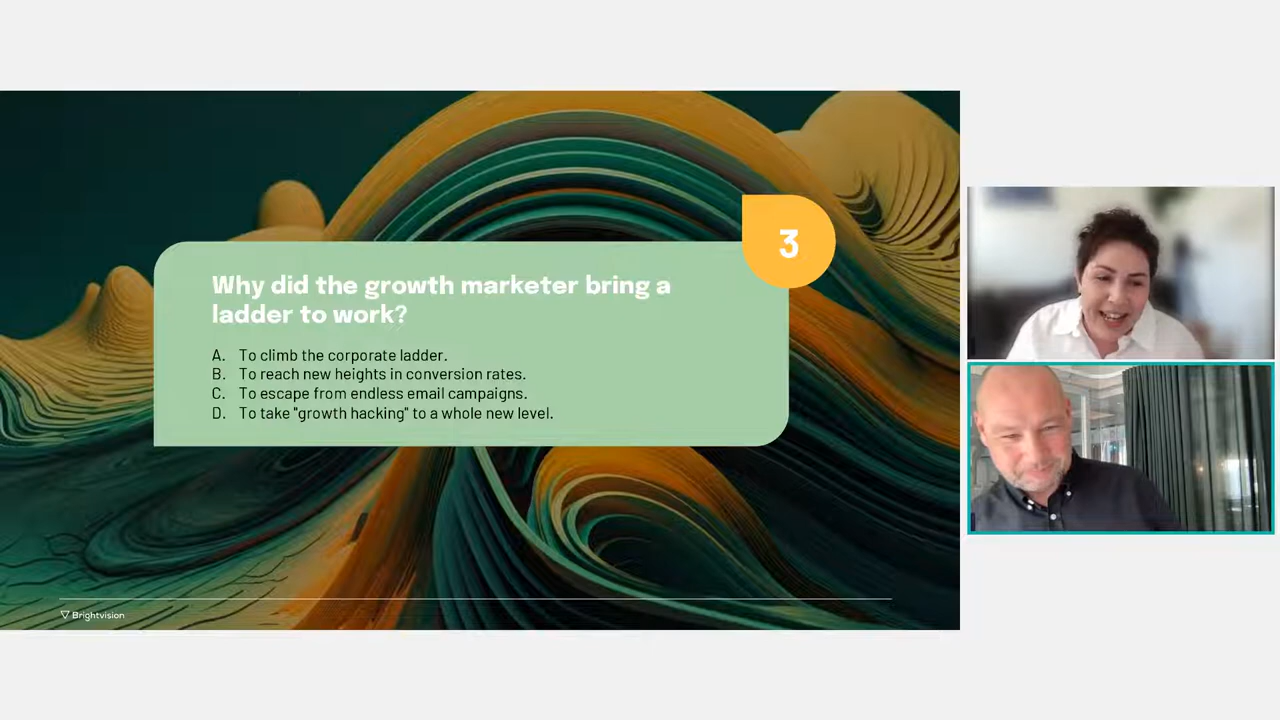 3
Why did the growth marketer bring a
ladder to work?
A. To climb the corporate ladder.
B. To reach new heights in conversion rates.
C. To escape from endless email campaigns.
D. To take "growth hacking" to a whole new level.
Brightvision